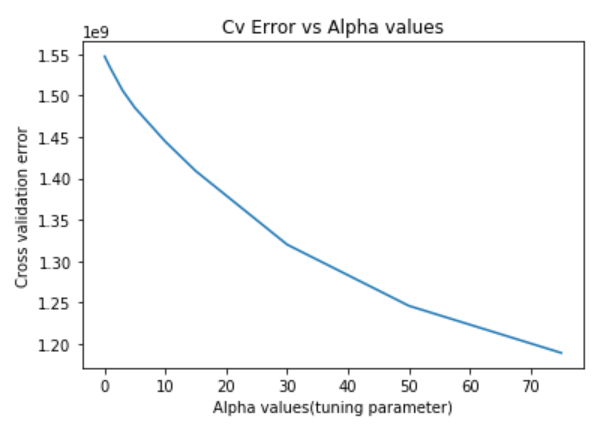 Cv Error vs Alpha values
1e9
1.55
1.50
1.45
1.40
1.35
1.30
1.25
1.20
Cross validation error
0 10 20 30 40 50 60 70
Alpha values(tuning parameter)